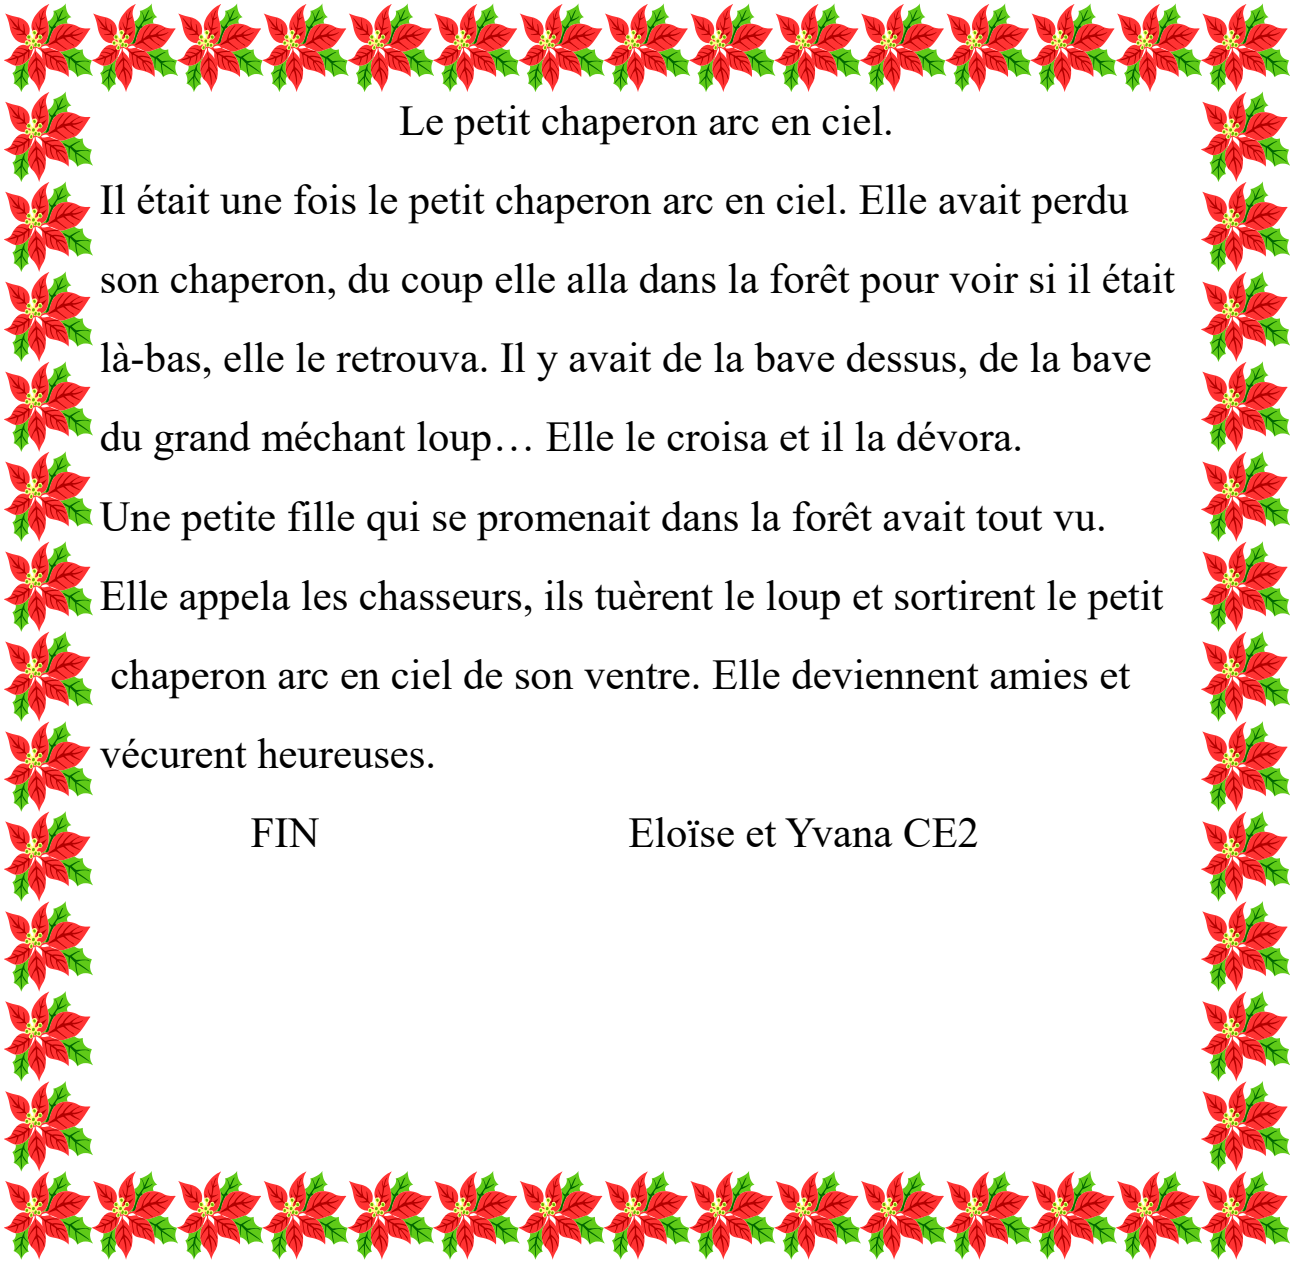 Le petit chaperon arc en ciel.
Il était une fois le petit chaperon arc en ciel. Elle avait perdu
son chaperon, du coup elle alla dans la forêt pour voir si il était
là-bas, elle le retrouva. Il y avait de la bave dessus, de la bave
du grand méchant loup… Elle le croisa et il la dévora.
Une petite fille qui se promenait dans la forêt avait tout vu.
Elle appela les chasseurs, ils tuèrent le loup et sortirent le petit
chaperon arc en ciel de son ventre. Elle deviennent amies et
vécurent heureuses.
FIN Eloïse et Yvana CE2